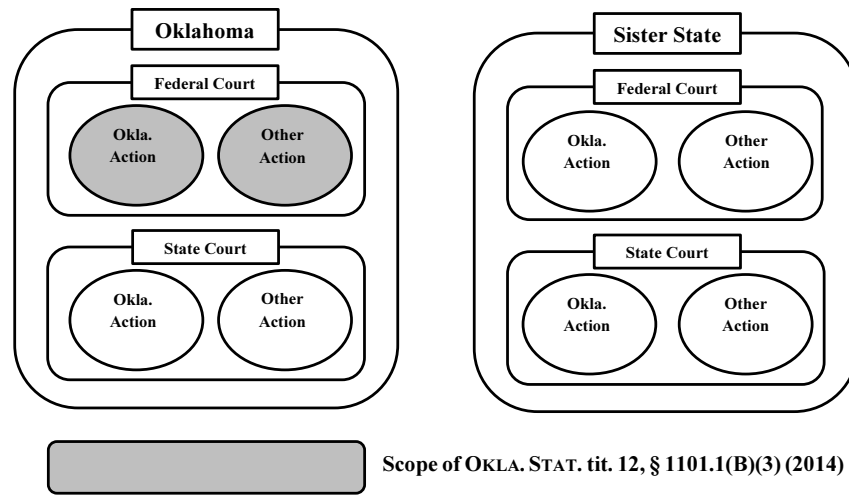 Oklahoma
Federal Court
Okla.
Action
Other
Action
State Court
Okla.
Action
Other
Action
Sister State
Federal Court
Okla.
Action
Other
Action
State Court
Okla.
Action
Other
Action
Scope of OKLA. STAT. tit. 12, § 1101.1(B)(3) (2014)